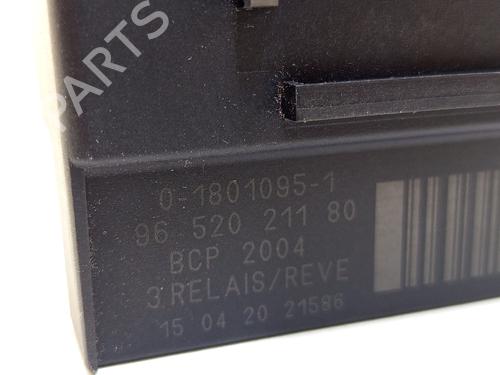 PARTS
0-1801095-1
96 520 211 80
BCP 2004
3.RELAIS/REVE
15 04 20 21586